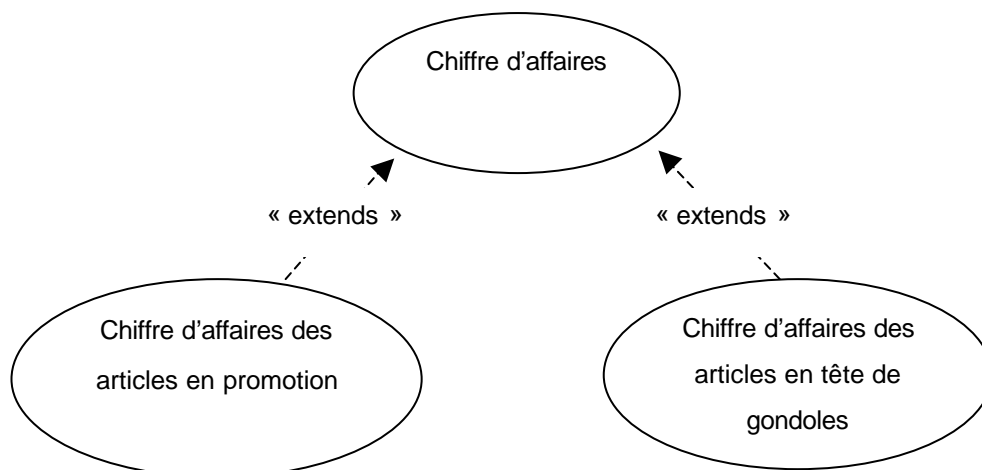 Chiffre d'affaires
« extends »
« extends »
Chiffre d'affaires des
articles en promotion
Chiffre d'affaires des
articles en tête de
gondoles